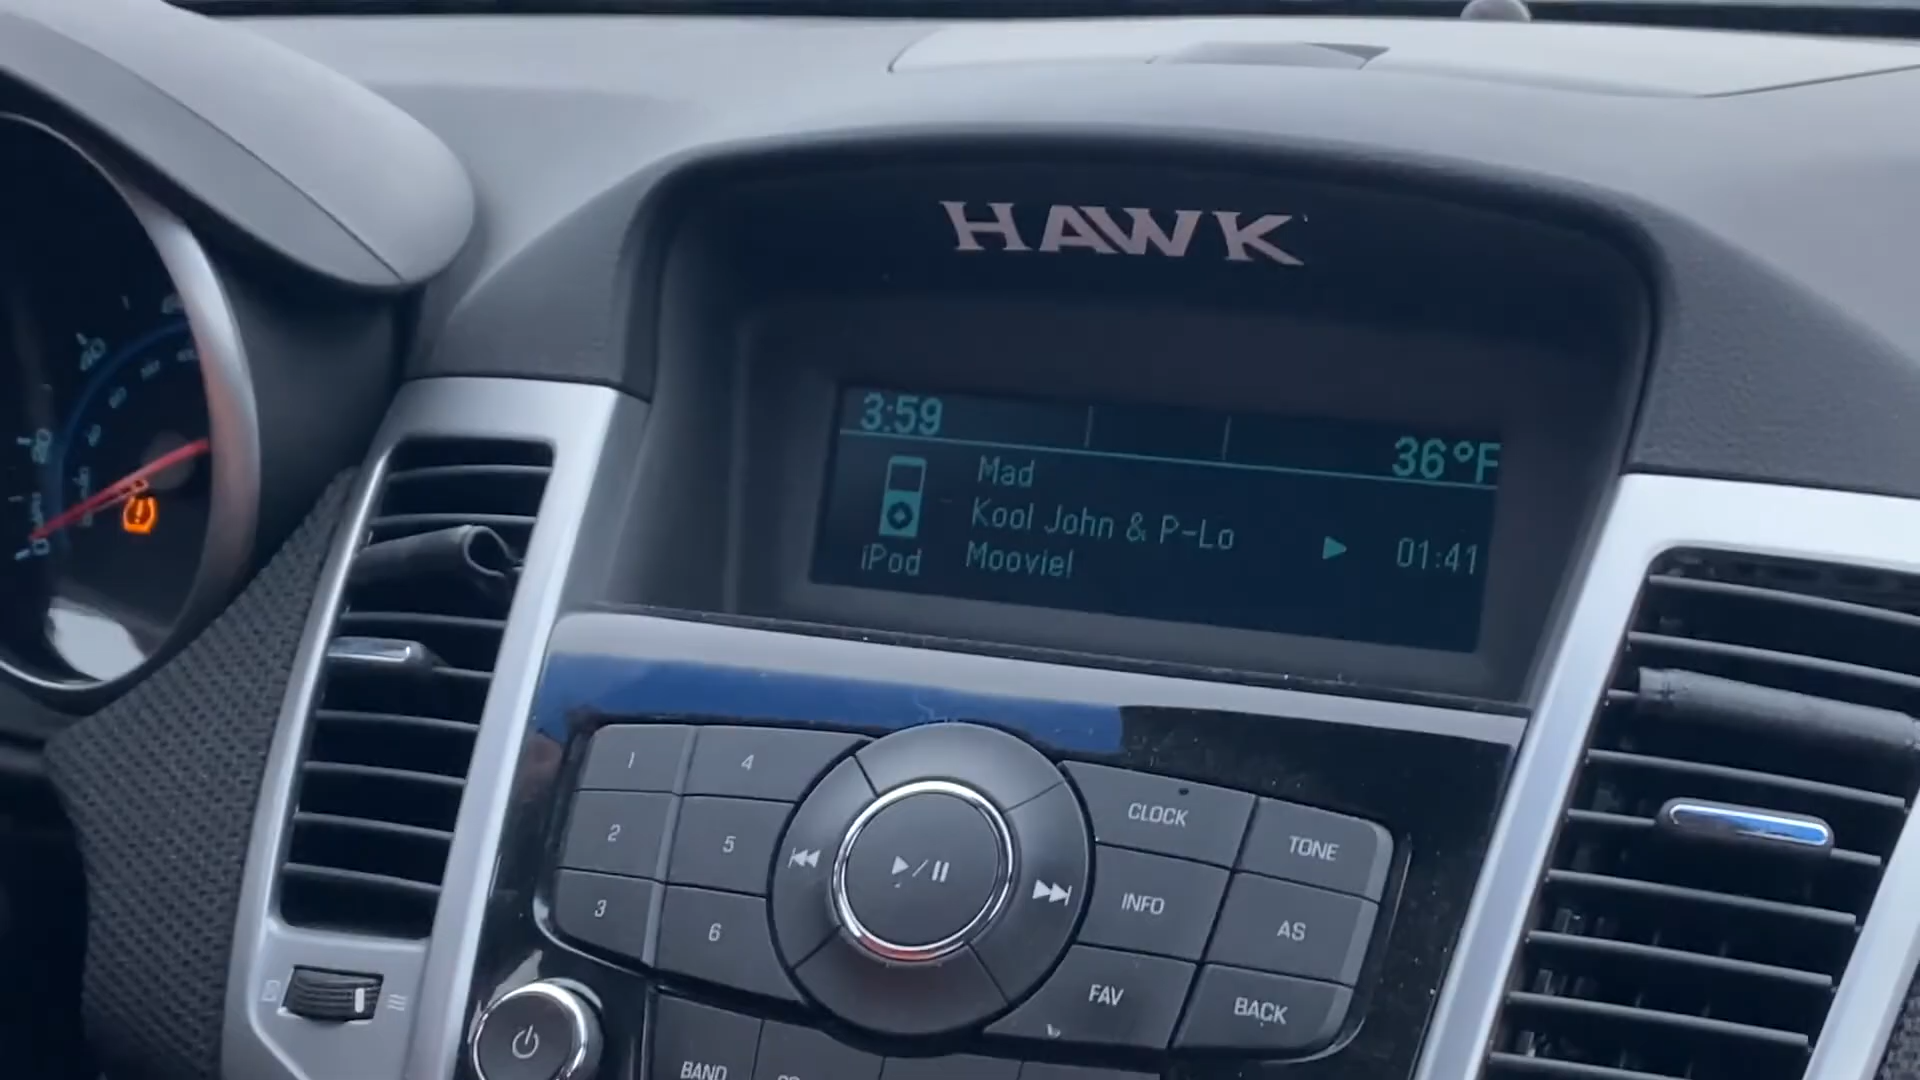 HAWK
3:59
36°F
Mad
Kool John & P-Lo
01:41
iPod
Moovie!
1
4
CLOCK
TONE
2
5
INFO
AS
3
6
FAV
BACK
BAND